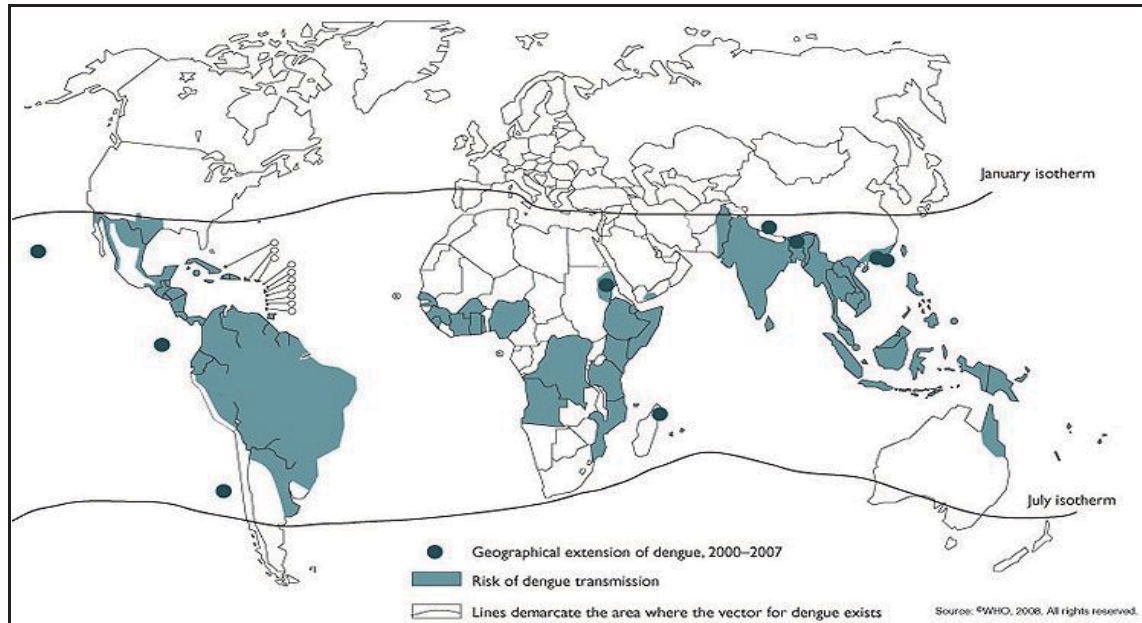 January isotherm
July isotherm
Geographical extension of dengue, 2000–2007
Risk of dengue transmission
Lines demarcate the area where the vector for dengue exists
Source: ©WHO, 2008. All rights reserved.